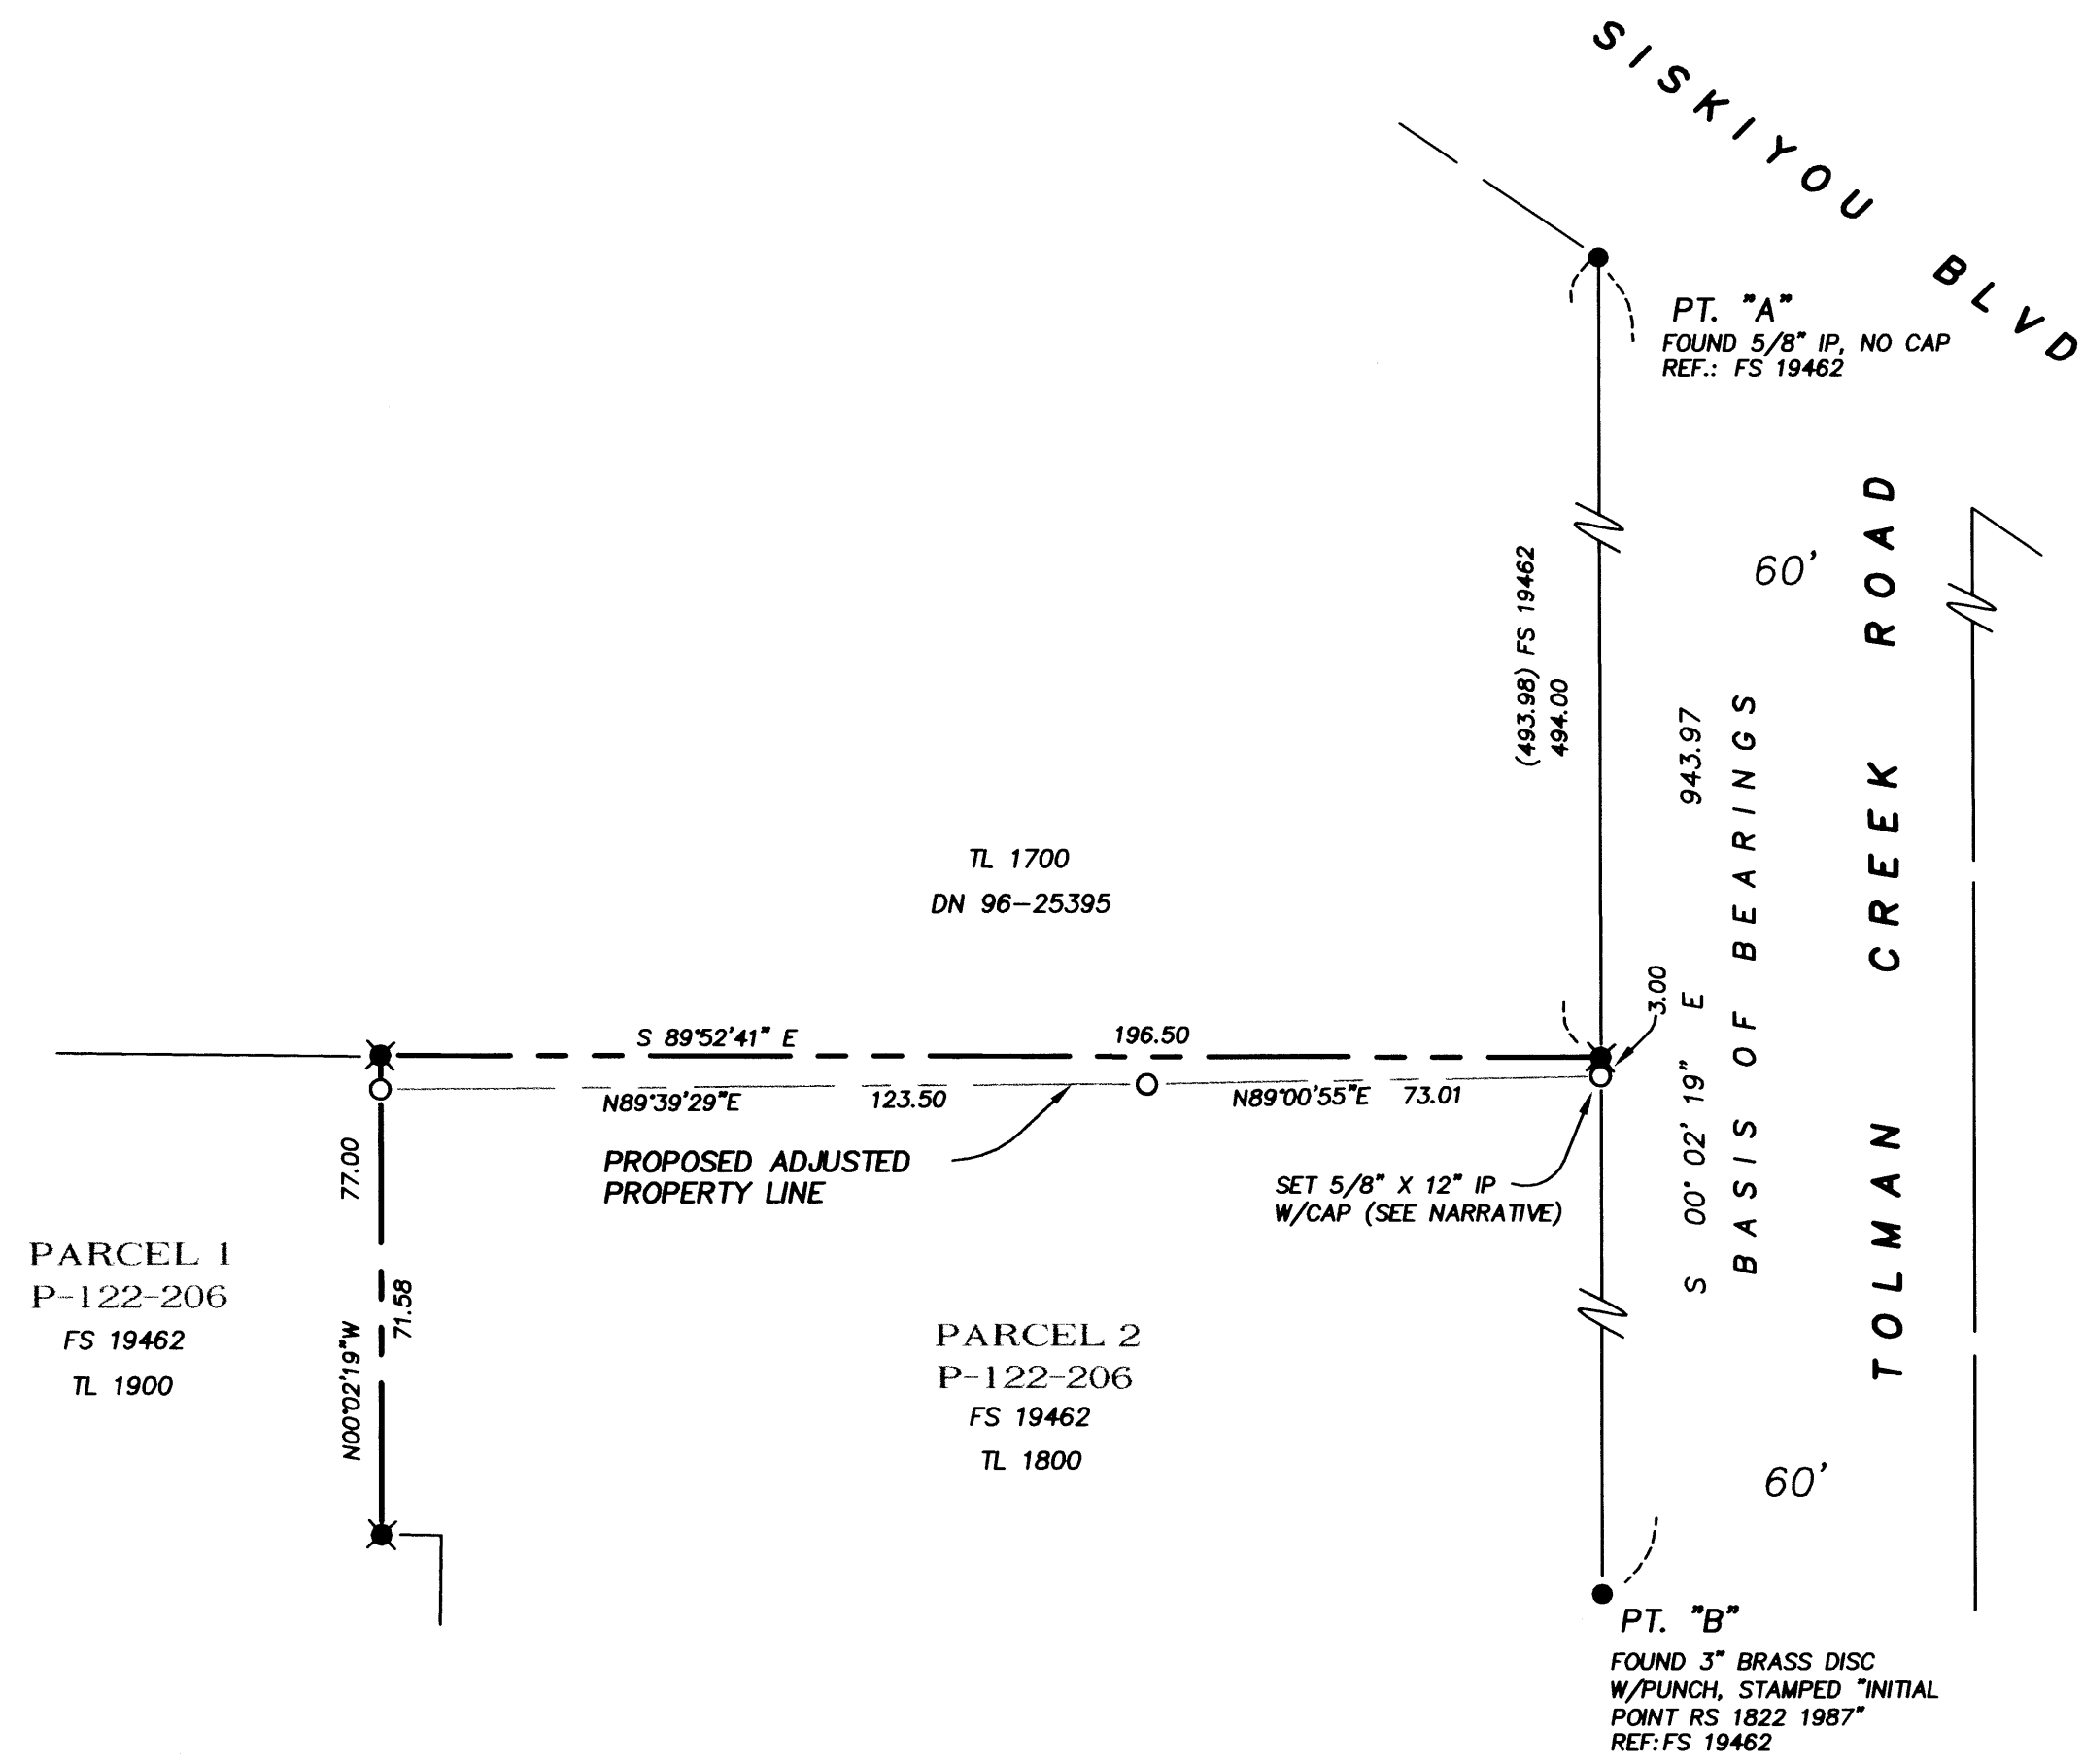 SISKIYOU BLVD
PT. "A"
FOUND 5/8" IP, NO CAP
REF.: FS 19462
60'
(493.98) FS 19462
494.00
943.97
S 00° 02' 19" E
BASIS OF BEARINGS
TOLMAN CREEK ROAD
TL 1700
DN 96-25395
3.00
S 89°52'41" E
196.50
N89°39'29"E
123.50
N89°00'55"E
73.01
PROPOSED ADJUSTED
PROPERTY LINE
SET 5/8" X 12" IP
W/CAP (SEE NARRATIVE)
77.00
71.58
N00°02'19"W
PARCEL 1
P-122-206
FS 19462
TL 1900
PARCEL 2
P-122-206
FS 19462
TL 1800
60'
PT. "B"
FOUND 3" BRASS DISC
W/PUNCH, STAMPED "INITIAL
POINT RS 1822 1987"
REF: FS 19462